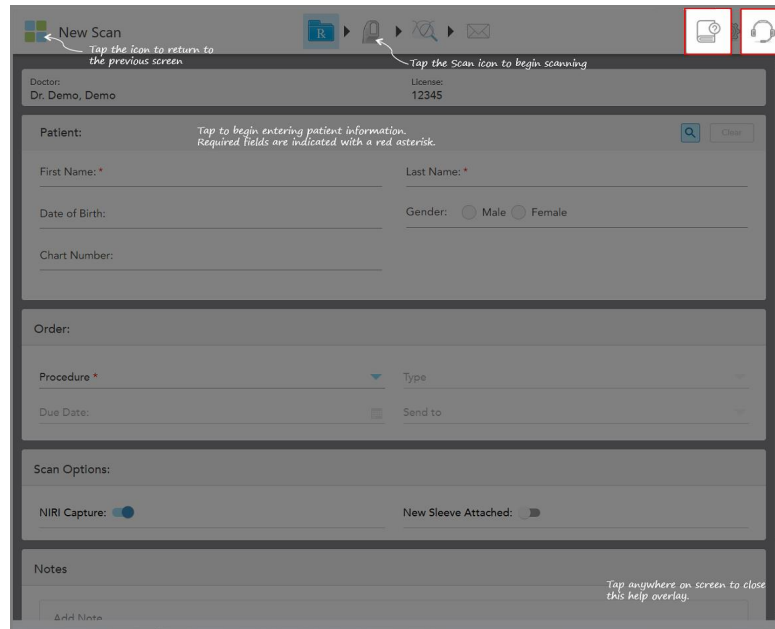 New Scan
R
Tap the icon to return to
the previous screen
Tap the Scan icon to begin scanning
Doctor:
Dr. Demo, Demo
License:
12345
Patient:
Tap to begin entering patient information.
Required fields are indicated with a red asterisk.
Clear
First Name: *
Last Name: *
Date of Birth:
Gender: Male Female
Chart Number:
Order:
Procedure *
Type
Due Date:
Send to
Scan Options:
NIRI Capture:
New Sleeve Attached:
Notes
Tap anywhere on screen to close
this help overlay.
Add Note